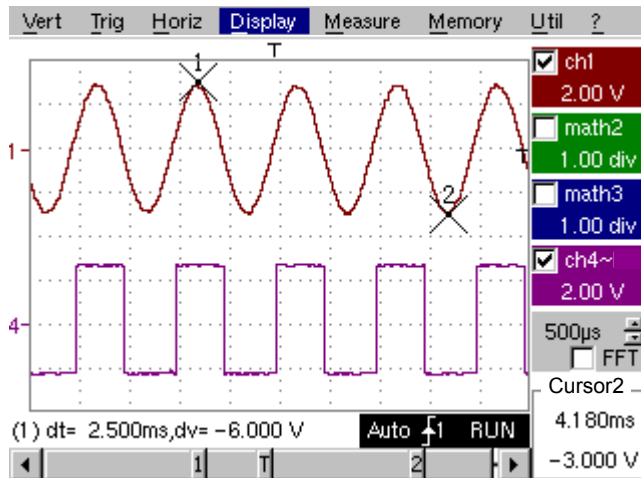 Vert Trig Horiz Display Measure Memory Util ?
T
1
2
1-
T
4-
ch1
2.00 V
math2
1.00 div
math3
1.00 div
ch4~
2.00 V
500µs
FFT
Cursor2
4.180ms
-3.000 V
(1) dt= 2.500ms,dv= -6.000 V
Auto 1 RUN
1 T 2